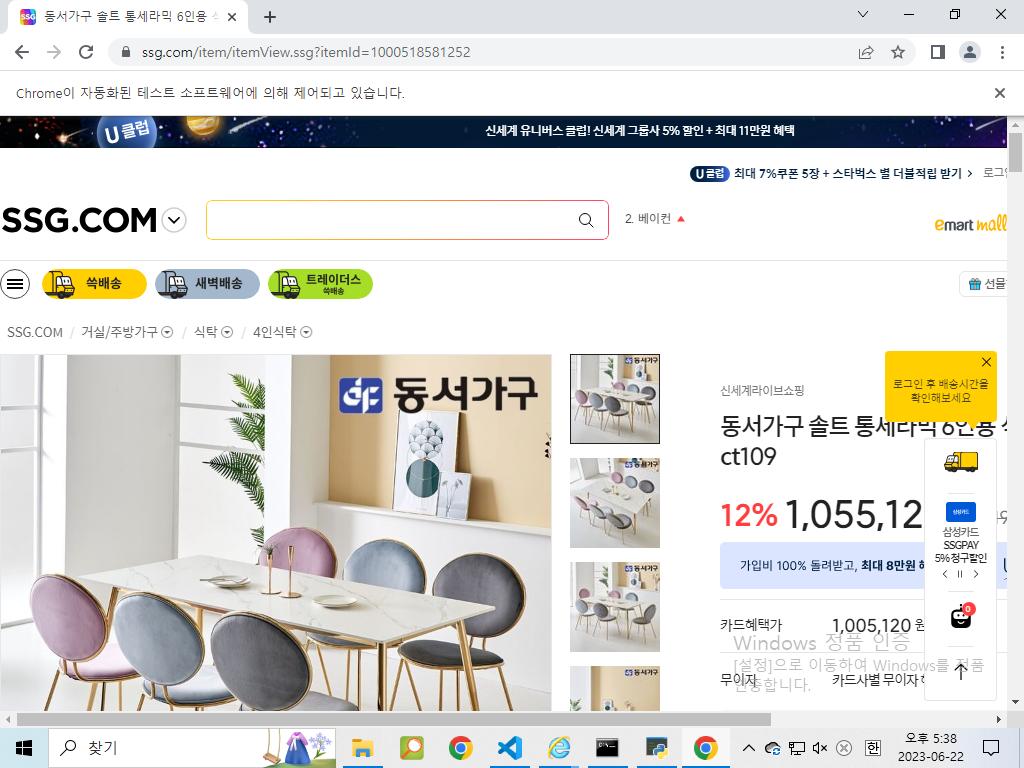 동서가구 솔트 통세라믹 6인용
ssg.com/item/itemView.ssg?itemId=1000518581252
Chrome이 자동화된 테스트 소프트웨어에 의해 제어되고 있습니다.
U 클럽
신세계 유니버스 클럽! 신세계 그룹사 5% 할인 + 최대 11만원 혜택
U 클럽 최대 7%쿠폰 5장 + 스타벅스 별 더블적립 받기 >
로그인
SSG.COM
2. 베이컨
emart mall
쓱배송
새벽배송
트레이더스
쓱배송
선물
SSG.COM / 거실/주방가구 / 식탁 / 4인식탁
동서가구
신세계라이브쇼핑
로그인 후 배송시간을
확인해보세요
동서가구 솔트 통세라믹 6인용
ct109
12% 1,055,12
삼성카드
삼성카드
SSGPAY
5% 청구할인
가입비 100% 돌려받고, 최대 8만원
0
카드혜택가 1,005,120 원
무이자 카드사별 무이자
Windows 정품 인증
[설정]으로 이동하여 Windows를 정품
인증합니다.
찾기
한
오후 5:38
2023-06-22